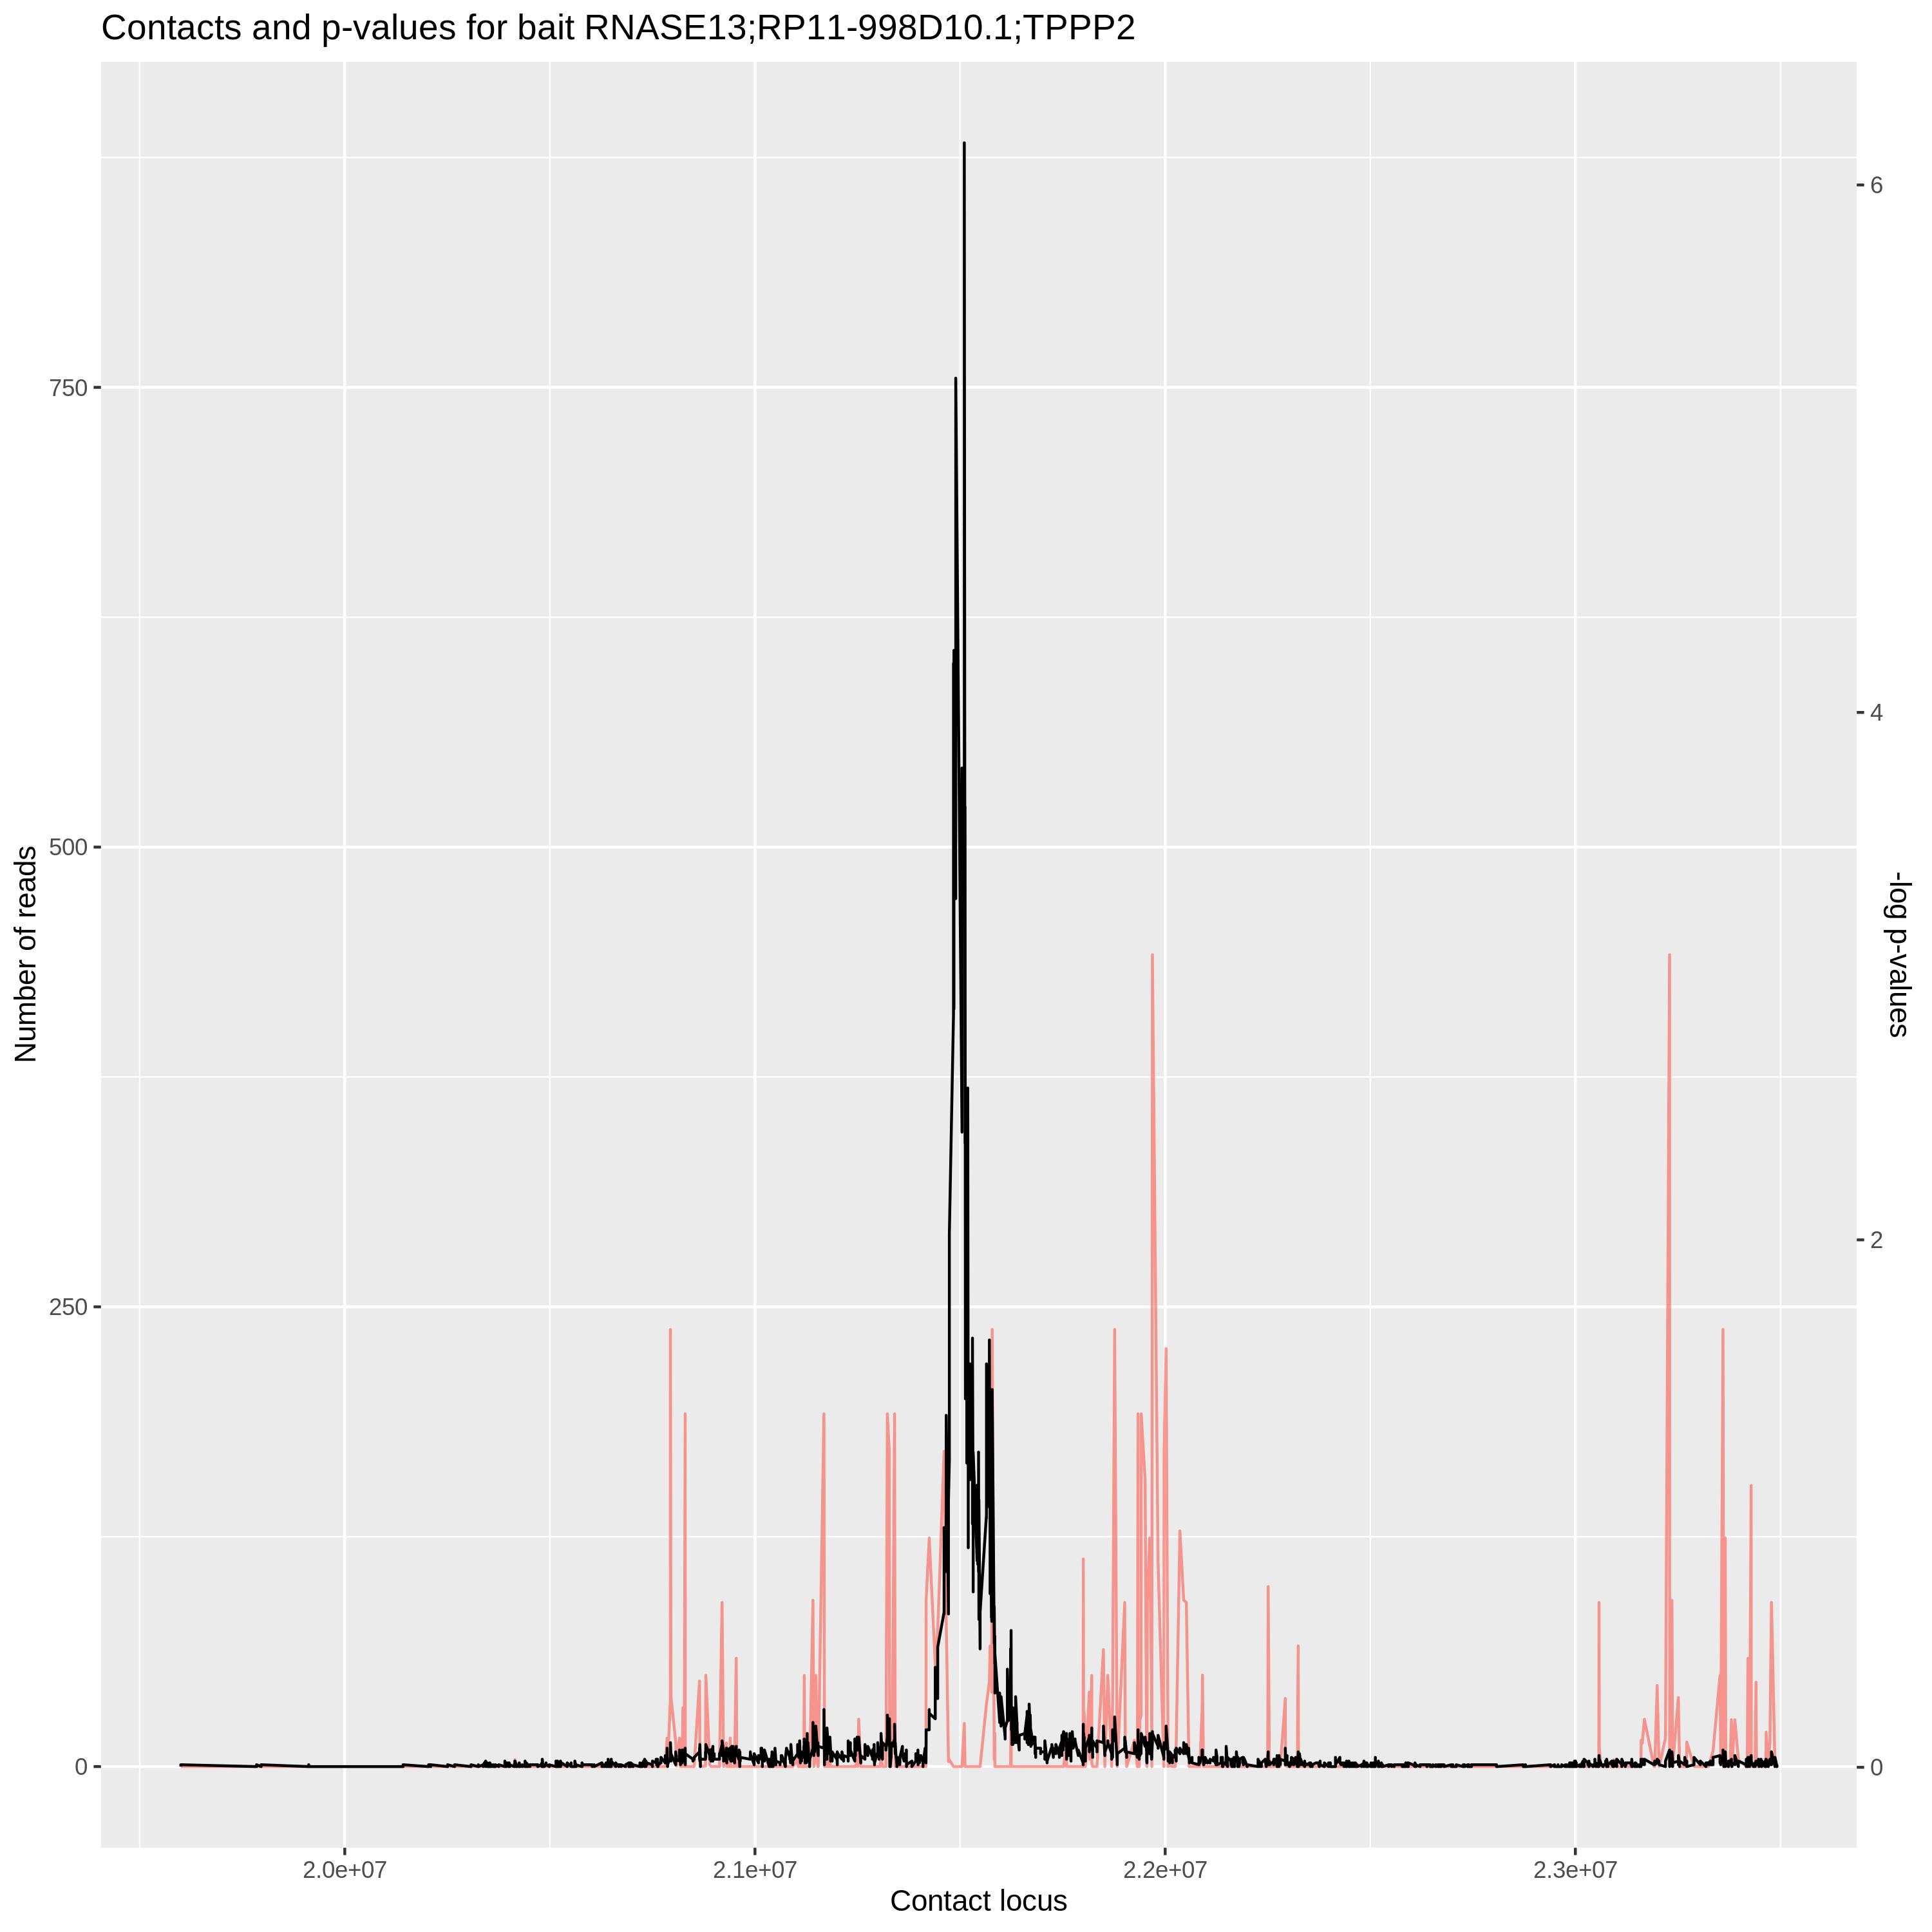 Contacts and p-values for bait RNASE13;RP11-998D10.1;TPPP2
Number of reads
750
500
250
0
6
4
2
0
-log p-values
2.0e+07
2.1e+07
2.2e+07
2.3e+07
Contact locus